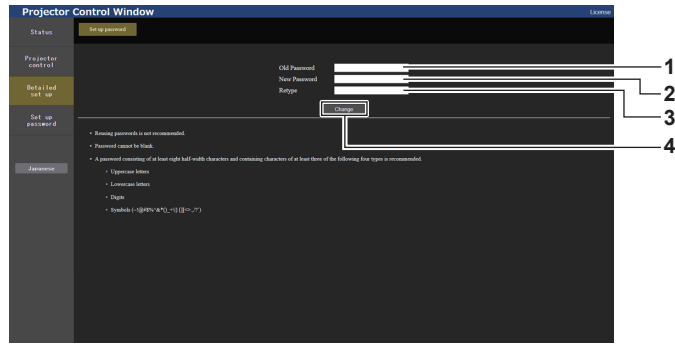 Projector Control Window
License
Status
Set up password
Projector
control
Detailed
set up
Set up
password
Japanese
Old Password
New Password
Retype
Change
1
2
3
4
• Reusing passwords is not recommended.
• Password cannot be blank.
• A password consisting of at least eight half-width characters and containing characters of at least three of the following four types is recommended.
• Uppercase letters
• Lowercase letters
• Digits
• Symbols